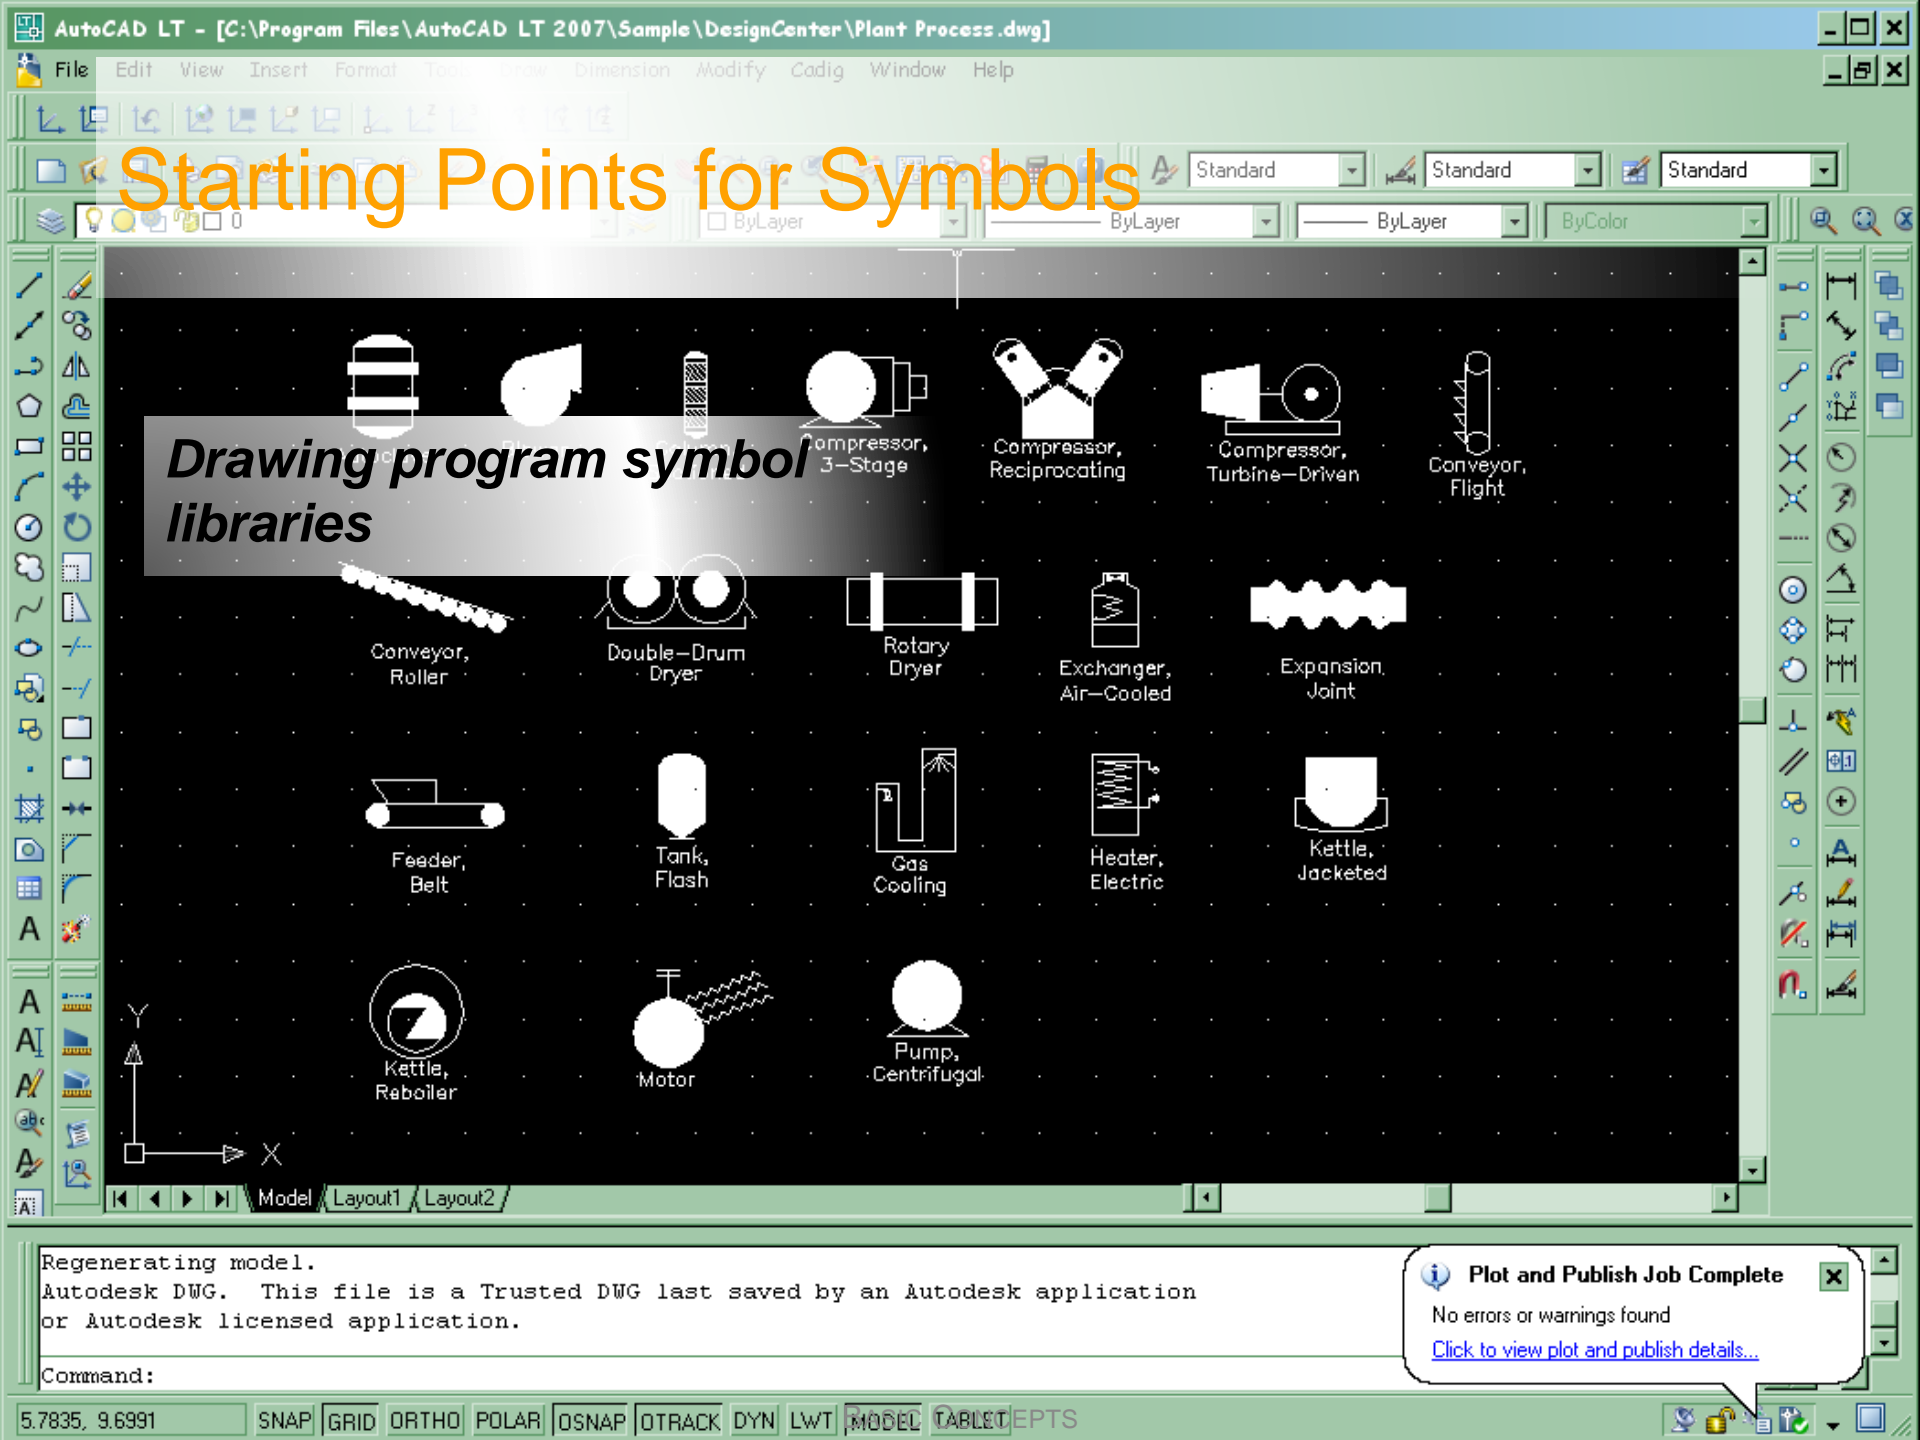 AutoCAD LT - [C:\Program Files\AutoCAD LT 2007\Sample\DesignCenter\Plant Process.dwg]
File Edit View Insert Format Tools Draw Dimension Modify Cadig Window Help
Starting Points for Symbols
Standard Standard Standard
0 ByLayer ByLayer ByLayer ByColor
Drawing program symbol
libraries
Compressor,
3-Stage
Compressor,
Reciprocating
Compressor,
Turbine-Driven
Conveyor,
Flight
Conveyor,
Roller
Double-Drum
Dryer
Rotary
Dryer
Exchanger,
Air-Cooled
Expansion
Joint
Feeder,
Belt
Tank,
Flash
Gas
Cooling
Heater,
Electric
Kettle,
Jacketed
Kettle,
Reboiler
Motor
Pump,
Centrifugal
Y
X
Model Layout1 Layout2
Regenerating model.
Autodesk DWG.  This file is a Trusted DWG last saved by an Autodesk application
or Autodesk licensed application.
Command:
Plot and Publish Job Complete
No errors or warnings found
Click to view plot and publish details...
5.7835, 9.6991 SNAP GRID ORTHO POLAR OSNAP OTRACK DYN LWT MODEL TABLET
BASIC CONCEPTS